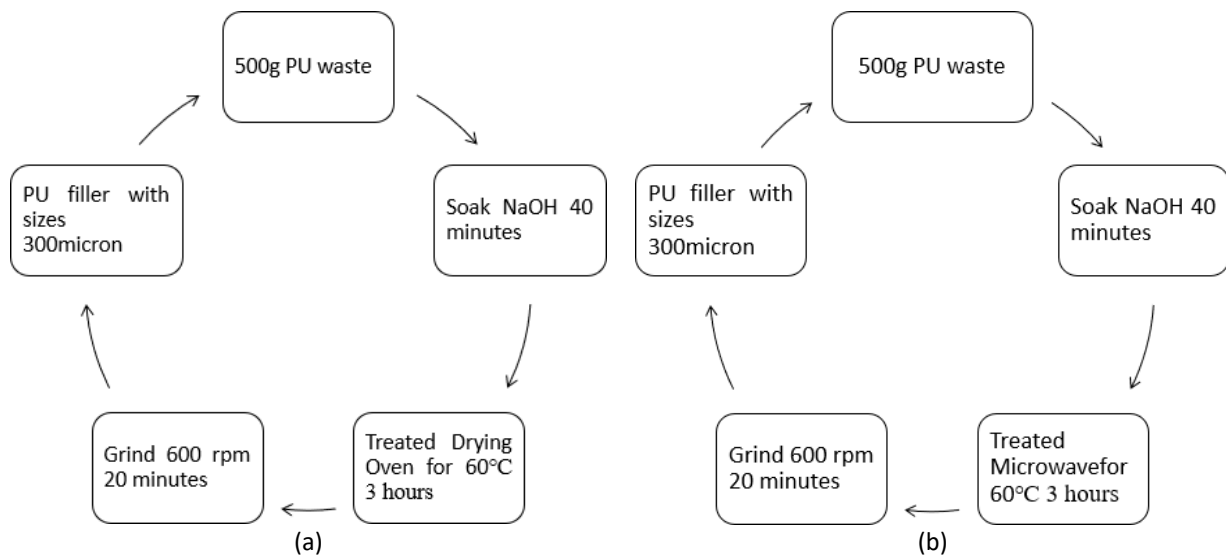 500g PU waste
Soak NaOH 40
minutes
Treated Drying
Oven for 60°C
3 hours
Grind 600 rpm
20 minutes
PU filler with
sizes
300micron
(a)
500g PU waste
Soak NaOH 40
minutes
Treated
Microwavefor
60°C 3 hours
Grind 600 rpm
20 minutes
PU filler with
sizes
300micron
(b)